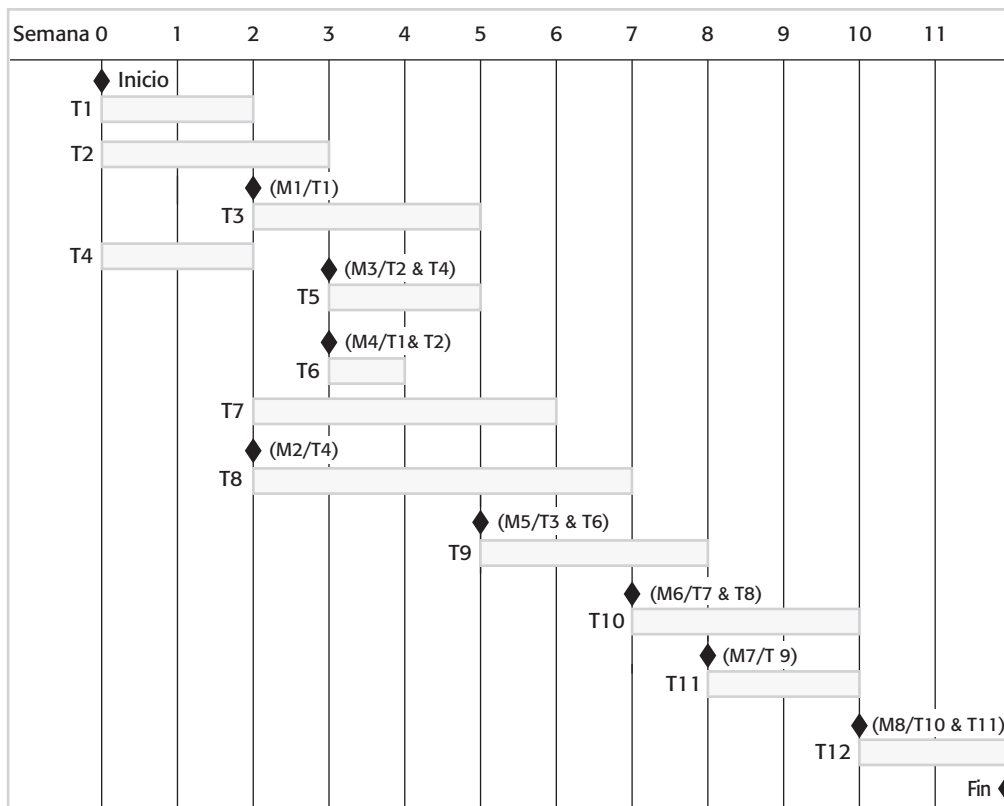 Semana 0 1 2 3 4 5 6 7 8 9 10 11
Inicio
T1
T2
(M1/T1)
T3
T4
(M3/T2 & T4)
T5
(M4/T1& T2)
T6
T7
(M2/T4)
T8
(M5/T3 & T6)
T9
(M6/T7 & T8)
T10
(M7/T 9)
T11
(M8/T10 & T11)
T12
Fin